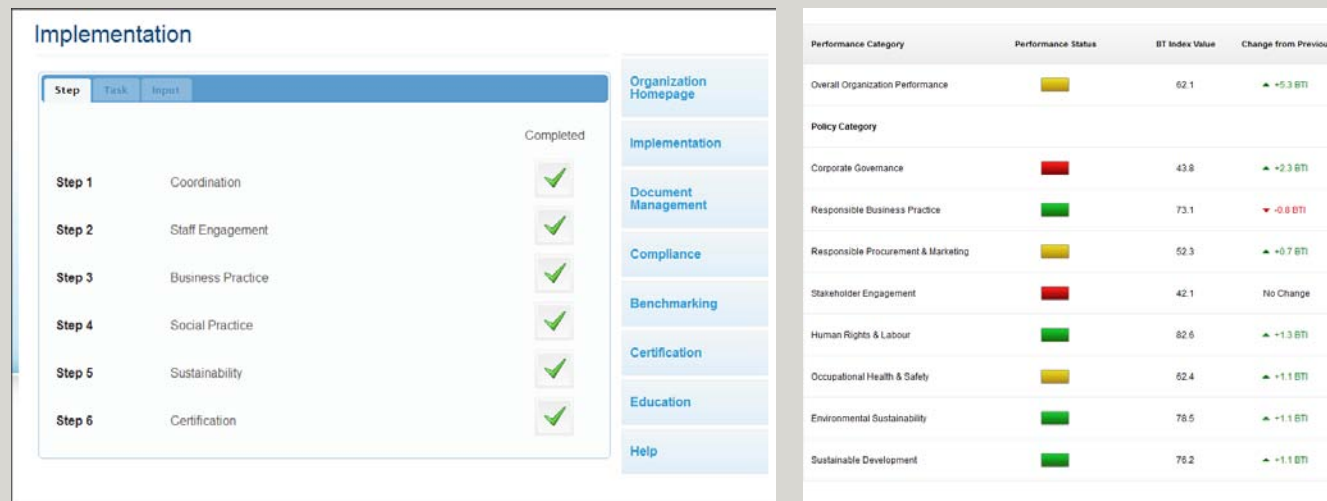 Implementation
Step Task Input
Completed
Step 1 Coordination
Step 2 Staff Engagement
Step 3 Business Practice
Step 4 Social Practice
Step 5 Sustainability
Step 6 Certification
Organization
Homepage
Implementation
Document
Management
Compliance
Benchmarking
Certification
Education
Help
Performance Category Performance Status BT Index Value Change from Previou
Overall Organization Performance 62.1 +5.3 BTI
Policy Category
Corporate Governance 43.8 +2.3 BTI
Responsible Business Practice 73.1 -0.8 BTI
Responsible Procurement & Marketing 52.3 +0.7 BTI
Stakeholder Engagement 42.1 No Change
Human Rights & Labour 82.6 +1.3 BTI
Occupational Health & Safety 62.4 +1.1 BTI
Environmental Sustainability 78.5 +1.1 BTI
Sustainable Development 76.2 +1.1 BTI